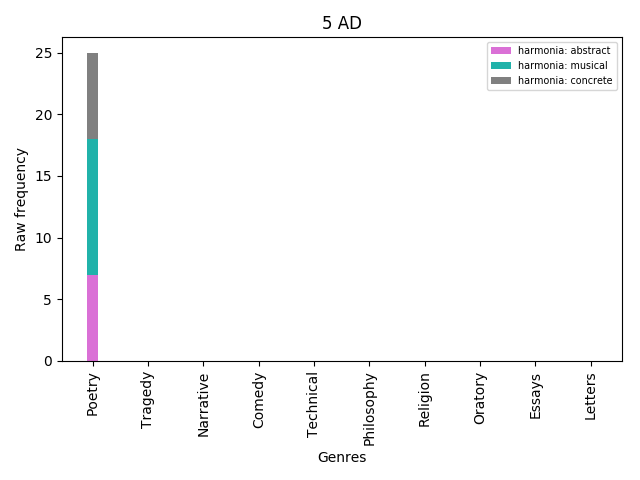 5 AD
harmonia: abstract
harmonia: musical
harmonia: concrete
Raw frequency
25
20
15
10
5
0
Poetry
Tragedy
Narrative
Comedy
Technical
Philosophy
Religion
Oratory
Essays
Letters
Genres